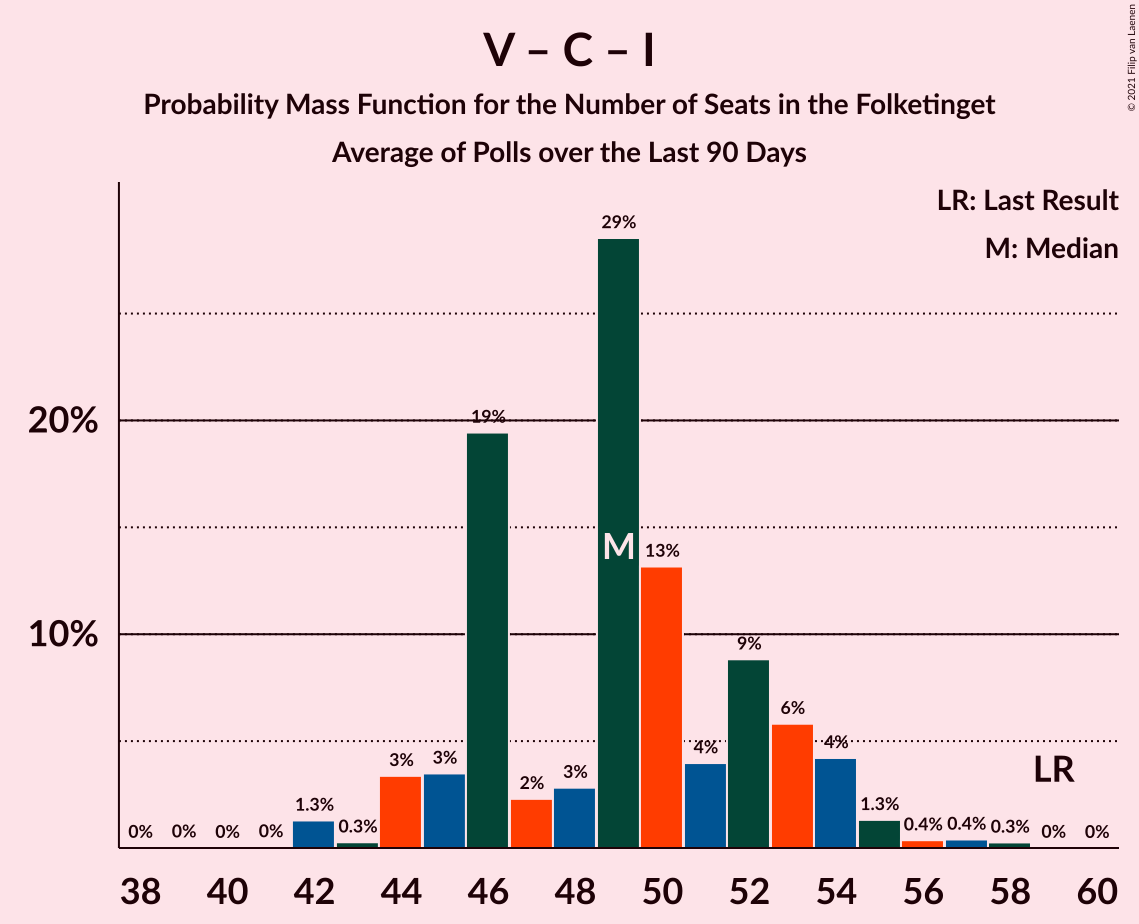 © 2021 Filip van Laenen
V – C – I
Probability Mass Function for the Number of Seats in the Folketinget
Average of Polls over the Last 90 Days
LR: Last Result
M: Median
29%
20%
19%
M
13%
10%
9%
6%
4%
4%
LR
3%
3%
3%
2%
1.3%
1.3%
0% 0% 0% 0% 0.3% 0.4% 0.4% 0.3% 0% 0%
38 40 42 44 46 48 50 52 54 56 58 60